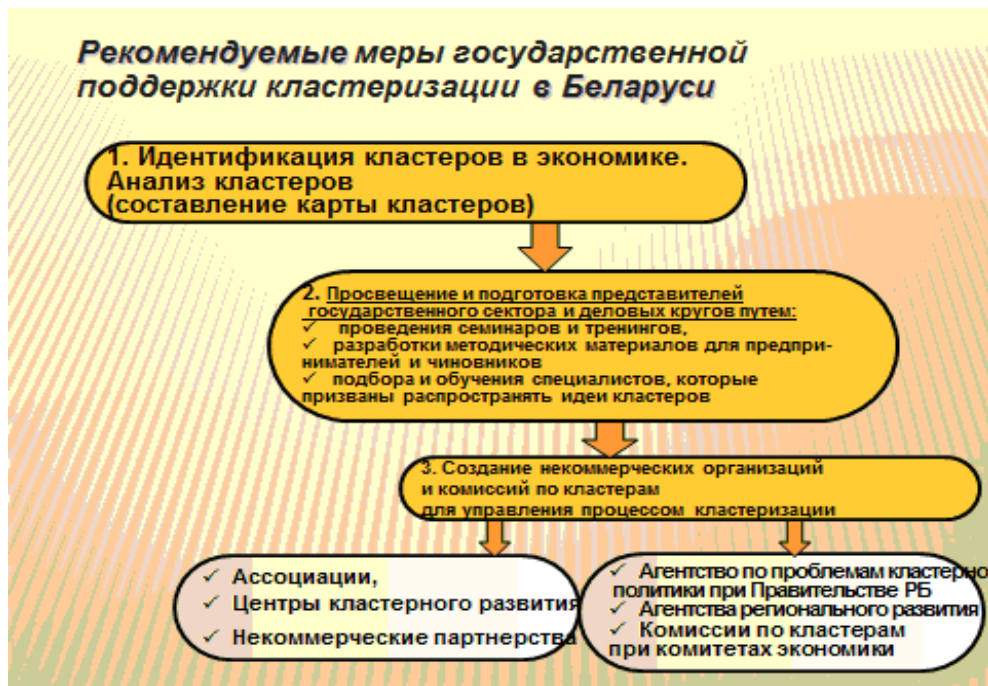 Рекомендуемые меры государственной
поддержки кластеризации в Беларуси
1. Идентификация кластеров в экономике.
Анализ кластеров
(составление карты кластеров)
2. Просвещение и подготовка представителей
государственного сектора и деловых кругов путем:
✓ проведения семинаров и тренингов,
✓ разработки методических материалов для предпри-
нимателей и чиновников
✓ подбора и обучения специалистов, которые
призваны распространять идеи кластеров
3. Создание некоммерческих организаций
и комиссий по кластерам
для управления процессом кластеризации
✓ Ассоциации,
✓ Центры кластерного развития
✓ Некоммерческие партнерства
✓ Агентство по проблемам кластерно
политики при Правительстве РБ
✓ Агентства регионального развития
✓ Комиссии по кластерам
при комитетах экономики